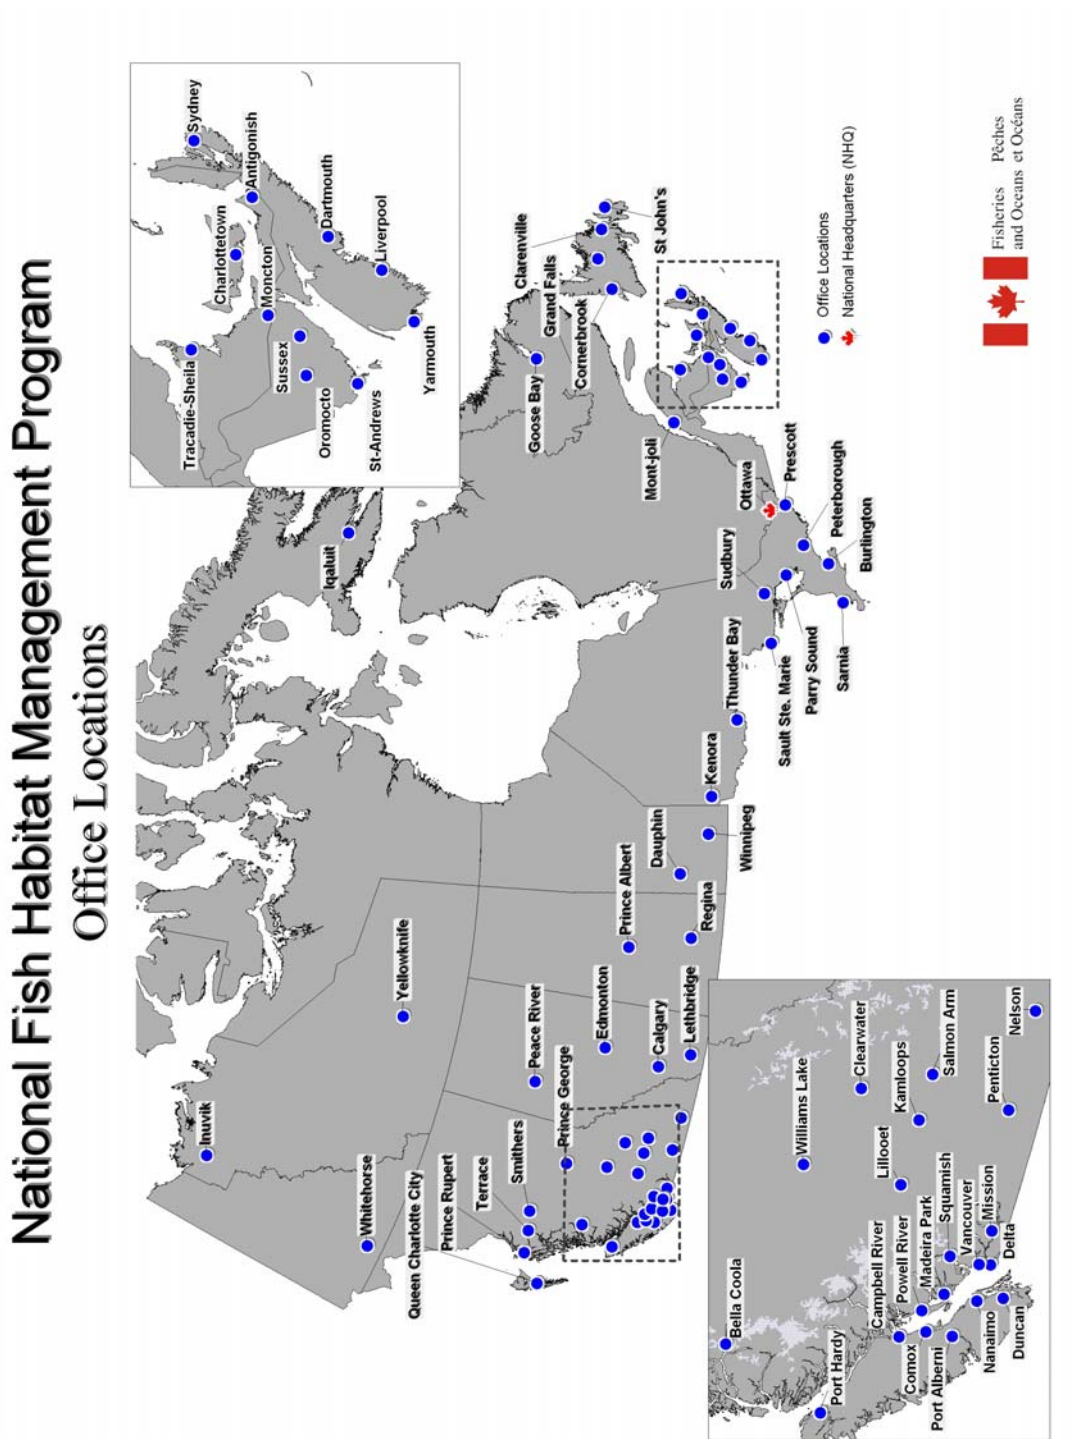 National Fish Habitat Management Program
Office Locations
Sydney
Antigonish
Charlottetown
Dartmouth
Moncton
Liverpool
Tracadie-Sheila
Sussex
Yarmouth
Oromocto
St-Andrews
Inuvik
Whitehorse
Yellowknife
Iqaluit
Queen Charlotte City
Prince Rupert
Terrace
Smithers
Prince George
Peace River
Edmonton
Calgary
Lethbridge
Prince Albert
Regina
Dauphin
Winnipeg
Kenora
Thunder Bay
Sault Ste. Marie
Parry Sound
Sarnia
Sudbury
Ottawa
Prescott
Peterborough
Burlington
Mont-joli
Goose Bay
Cornerbrook
Grand Falls
Clarenville
St John's
Bella Coola
Port Hardy
Williams Lake
Clearwater
Kamloops
Salmon Arm
Lillooet
Penticton
Nelson
Campbell River
Powell River
Madeira Park
Squamish
Vancouver
Mission
Delta
Comox
Port Alberni
Nanaimo
Duncan
Office Locations
National Headquarters (NHQ)
Fisheries Pêches
and Oceans et Océans